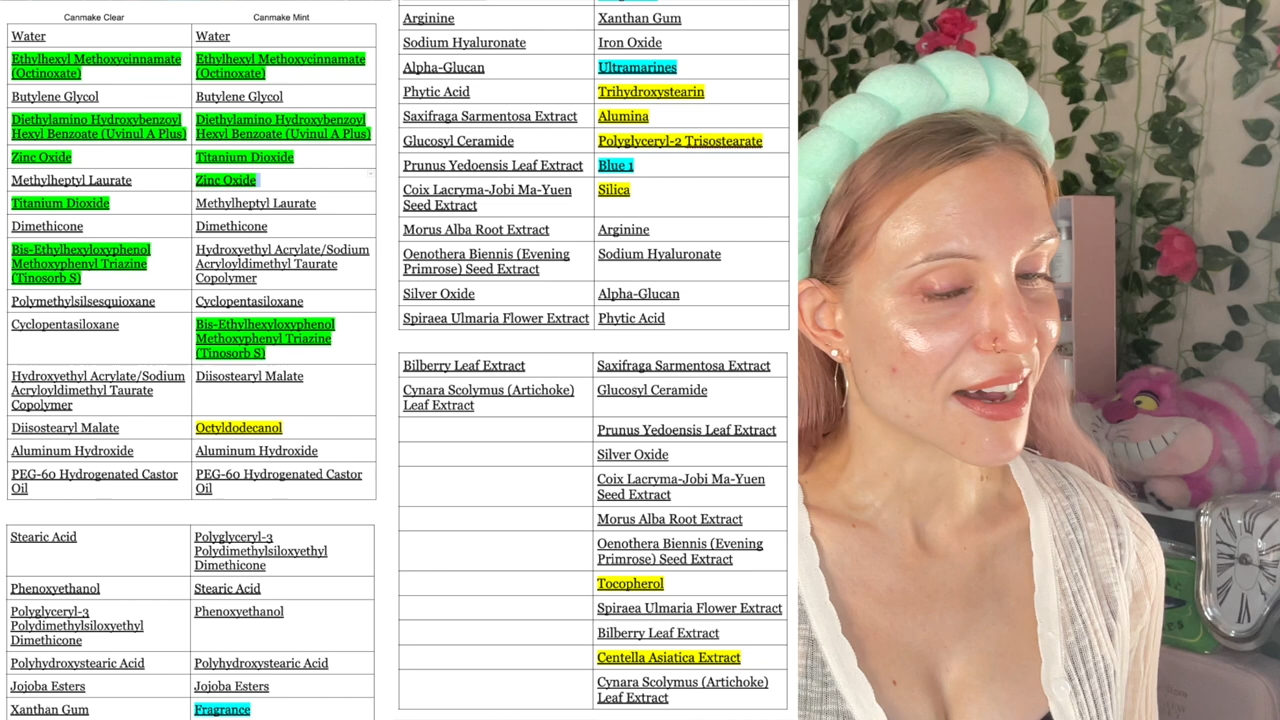 Canmake Clear Canmake Mint
Water Water
Ethylhexyl Methoxycinnamate Ethylhexyl Methoxycinnamate
(Octinoxate) (Octinoxate)
Butylene Glycol Butylene Glycol
Diethylamino Hydroxybenzoyl Diethylamino Hydroxybenzoyl
Hexyl Benzoate (Uvinul A Plus) Hexyl Benzoate (Uvinul A Plus)
Zinc Oxide Titanium Dioxide
Methylheptyl Laurate Zinc Oxide
Titanium Dioxide Methylheptyl Laurate
Dimethicone Dimethicone
Bis-Ethylhexyloxyphenol Hydroxyethyl Acrylate/Sodium
Methoxyphenyl Triazine Acryloyldimethyl Taurate
(Tinosorb S) Copolymer
Polymethylsilsesquioxane Cyclopentasiloxane
Cyclopentasiloxane Bis-Ethylhexyloxyphenol
Methoxyphenyl Triazine
(Tinosorb S)
Hydroxyethyl Acrylate/Sodium Diisostearyl Malate
Acryloyldimethyl Taurate
Copolymer
Diisostearyl Malate Octyldodecanol
Aluminum Hydroxide Aluminum Hydroxide
PEG-60 Hydrogenated Castor PEG-60 Hydrogenated Castor
Oil Oil
Stearic Acid Polyglyceryl-3
Polydimethylsiloxyethyl
Dimethicone
Phenoxyethanol Stearic Acid
Polyglyceryl-3 Phenoxyethanol
Polydimethylsiloxyethyl
Dimethicone
Polyhydroxystearic Acid Polyhydroxystearic Acid
Jojoba Esters Jojoba Esters
Xanthan Gum Fragrance
Arginine Xanthan Gum
Sodium Hyaluronate Iron Oxide
Alpha-Glucan Ultramarines
Phytic Acid Trihydroxystearin
Saxifraga Sarmentosa Extract Alumina
Glucosyl Ceramide Polyglyceryl-2 Trisostearate
Prunus Yedoensis Leaf Extract Blue 1
Coix Lacryma-Jobi Ma-Yuen Silica
Seed Extract
Morus Alba Root Extract Arginine
Oenothera Biennis (Evening Sodium Hyaluronate
Primrose) Seed Extract
Silver Oxide Alpha-Glucan
Spiraea Ulmaria Flower Extract Phytic Acid
Bilberry Leaf Extract Saxifraga Sarmentosa Extract
Cynara Scolymus (Artichoke) Glucosyl Ceramide
Leaf Extract
Prunus Yedoensis Leaf Extract
Silver Oxide
Coix Lacryma-Jobi Ma-Yuen
Seed Extract
Morus Alba Root Extract
Oenothera Biennis (Evening
Primrose) Seed Extract
Tocopherol
Spiraea Ulmaria Flower Extract
Bilberry Leaf Extract
Centella Asiatica Extract
Cynara Scolymus (Artichoke)
Leaf Extract